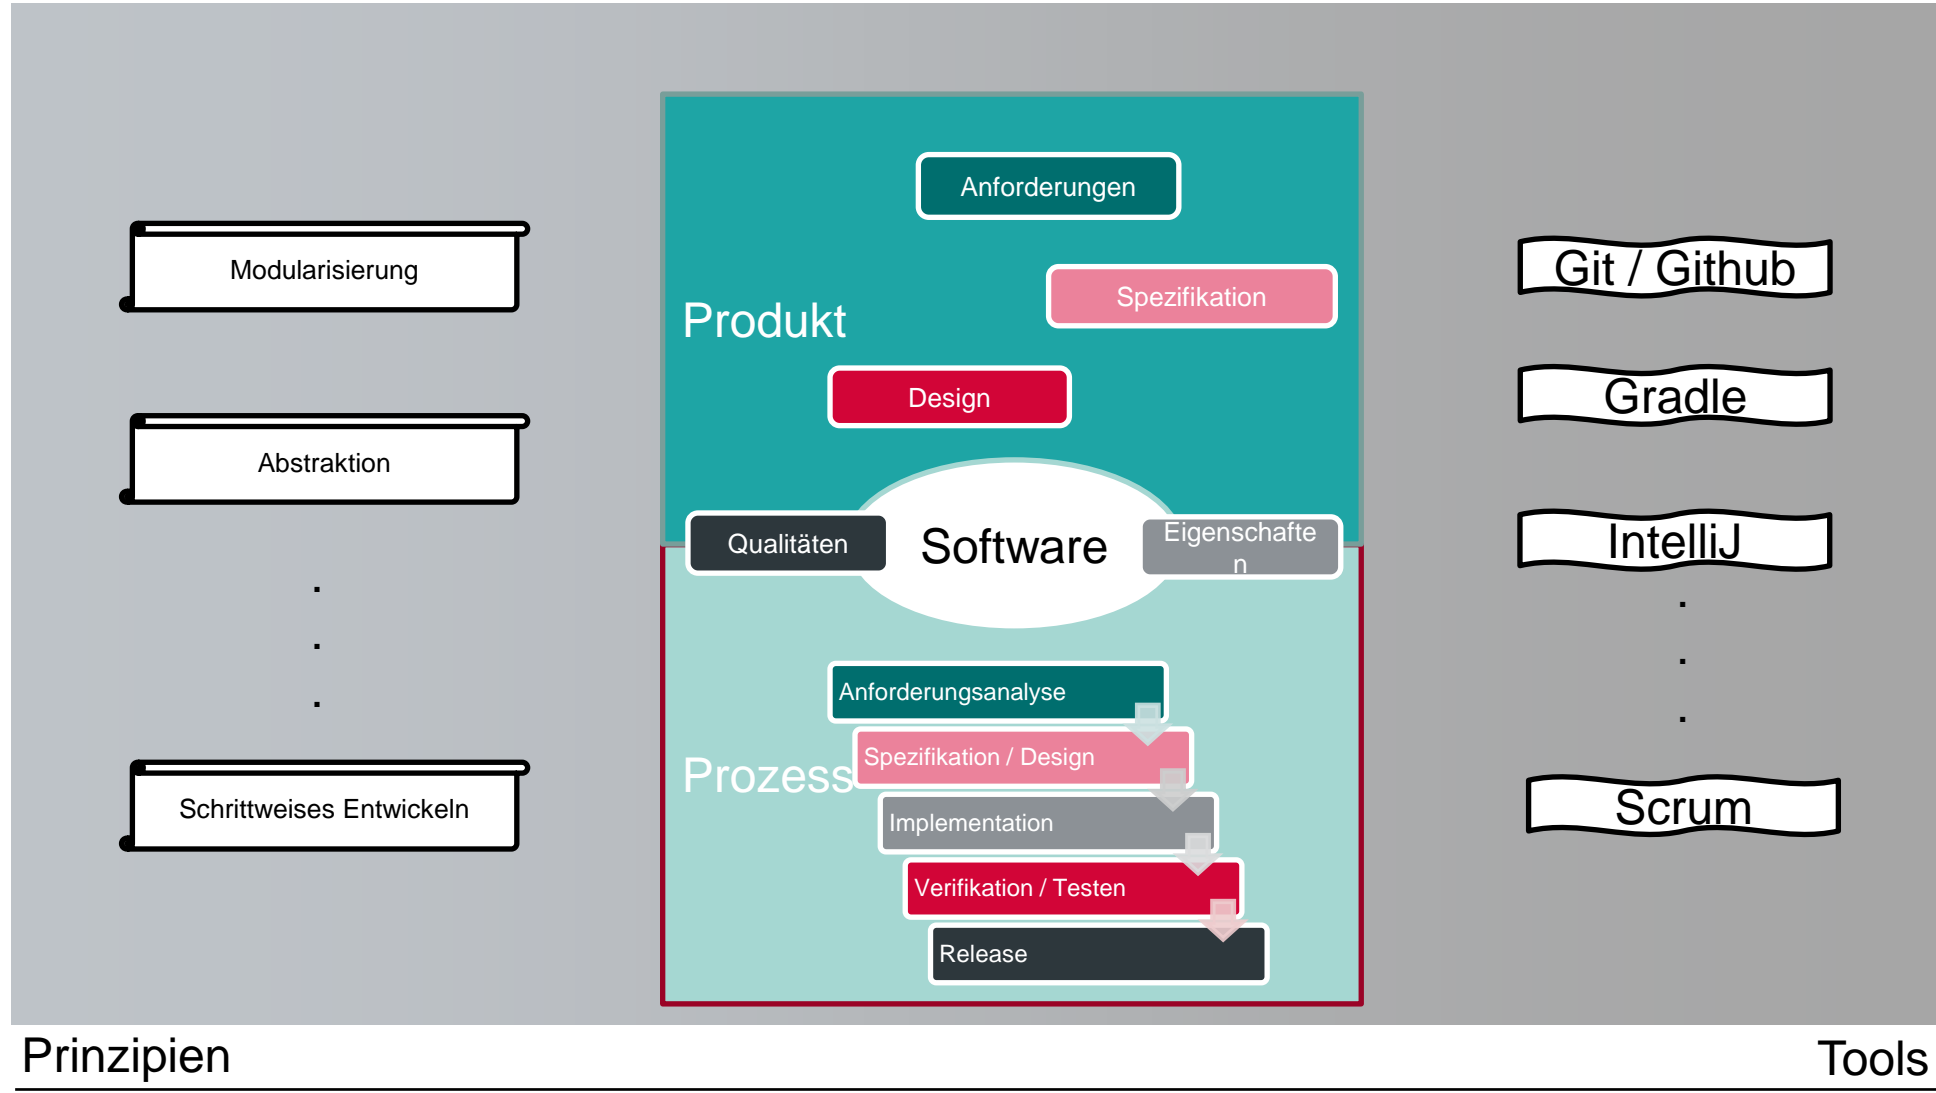 Modularisierung
Abstraktion
.
.
.
Schrittweises Entwickeln
Produkt
Anforderungen
Spezifikation
Design
Qualitäten
Software
Eigenschafte
n
Prozess
Anforderungsanalyse
Spezifikation / Design
Implementation
Verifikation / Testen
Release
Git / Github
Gradle
IntelliJ
.
.
.
Scrum
Prinzipien
Tools